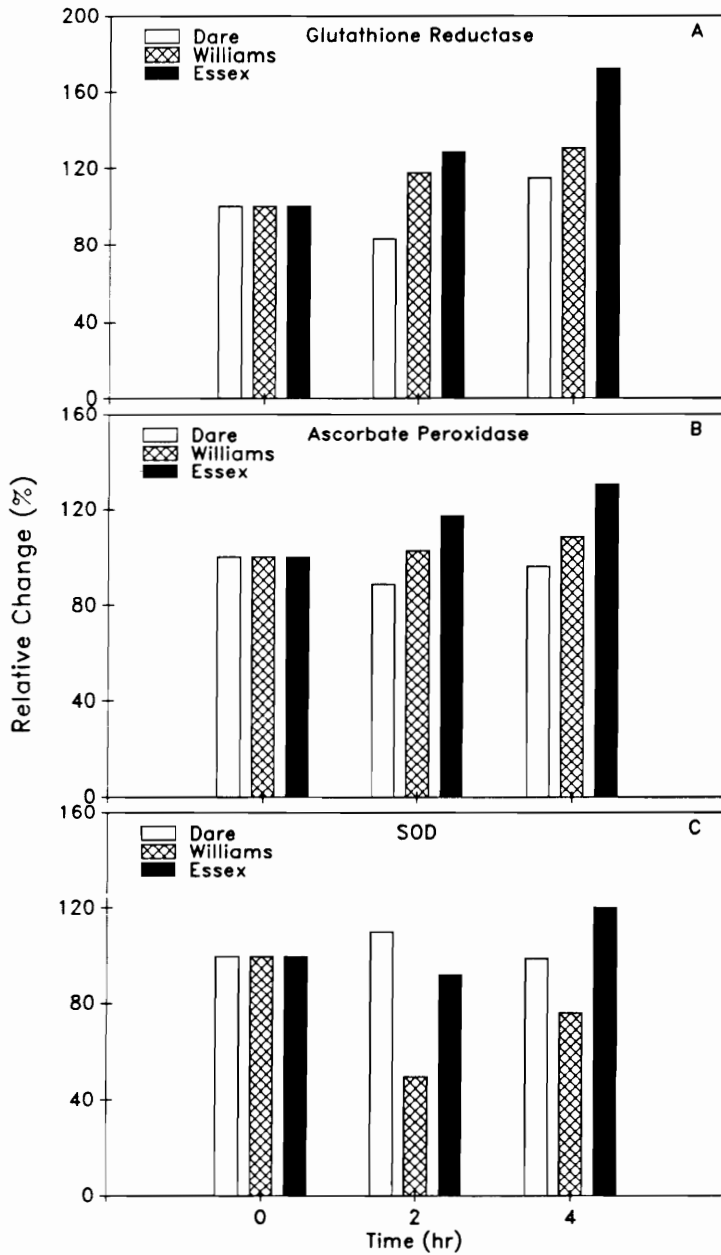 Relative Change (%)
Glutathione Reductase
A
Dare
Williams
Essex
200
160
120
80
40
0
Ascorbate Peroxidase
B
Dare
Williams
Essex
160
120
80
40
0
SOD
C
Dare
Williams
Essex
160
120
80
40
0
0 2 4
Time (hr)